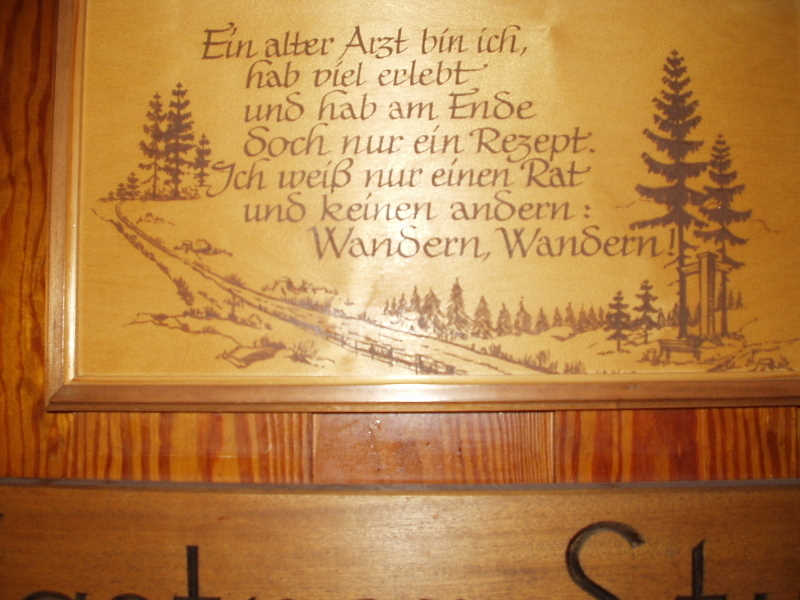 Ein alter Arzt bin ich,
hab viel erlebt
und hab am Ende
doch nur ein Rezept.
Ich weiß nur einen Rat
und keinen andern:
Wandern, Wandern!